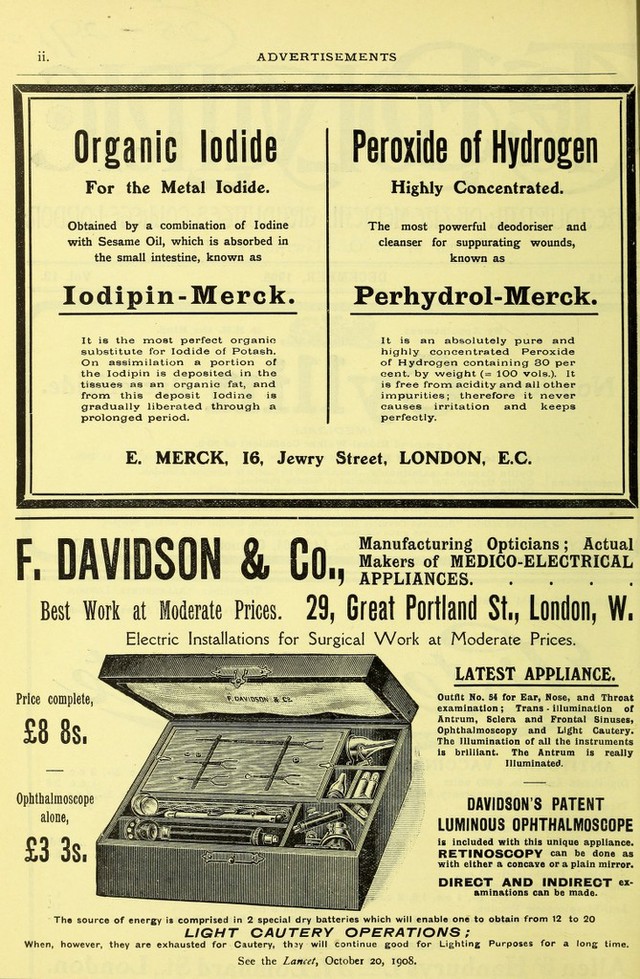 ii.
ADVERTISEMENTS
Organic Iodide
For the Metal Iodide.
Obtained by a combination of Iodine
with Sesame Oil, which is absorbed in
the small intestine, known as
Iodipin-Merck.
It is the most perfect organic
substitute for Iodide of Potash.
On assimilation a portion of
the Iodipin is deposited in the
tissues as an organic fat, and
from this deposit Iodine is
gradually liberated through a
prolonged period.
Peroxide of Hydrogen
Highly Concentrated.
The most powerful deodoriser and
cleanser for suppurating wounds,
known as
Perhydrol-Merck.
It is an absolutely pure and
highly concentrated Peroxide
of Hydrogen containing 30 per
cent. by weight (= 100 vols.). It
is free from acidity and all other
impurities; therefore it never
causes irritation and keeps
perfectly.
E. MERCK, 16, Jewry Street, LONDON, E.C.
F. DAVIDSON & Co.,
Manufacturing Opticians; Actual
Makers of MEDICO-ELECTRICAL
APPLIANCES. . . . .
Best Work at Moderate Prices. 29, Great Portland St., London, W.
Electric Installations for Surgical Work at Moderate Prices.
Price complete,
£8 8s.
Ophthalmoscope
alone,
£3 3s.
F. DAVIDSON & Co.
LATEST APPLIANCE.
Outfit No. 54 for Ear, Nose, and Throat
examination; Trans-illumination of
Antrum, Sclera and Frontal Sinuses,
Ophthalmoscopy and Light Cautery.
The Illumination of all the instruments
is brilliant. The Antrum is really
Illuminated.
DAVIDSON'S PATENT
LUMINOUS OPHTHALMOSCOPE
is included with this unique appliance.
RETINOSCOPY can be done as
with either a concave or a plain mirror.
DIRECT AND INDIRECT ex-
aminations can be made.
The source of energy is comprised in 2 special dry batteries which will enable one to obtain from 12 to 20
LIGHT CAUTERY OPERATIONS;
When, however, they are exhausted for Cautery, they will continue good for Lighting Purposes for a long time.
See the Lancet, October 20, 1908.